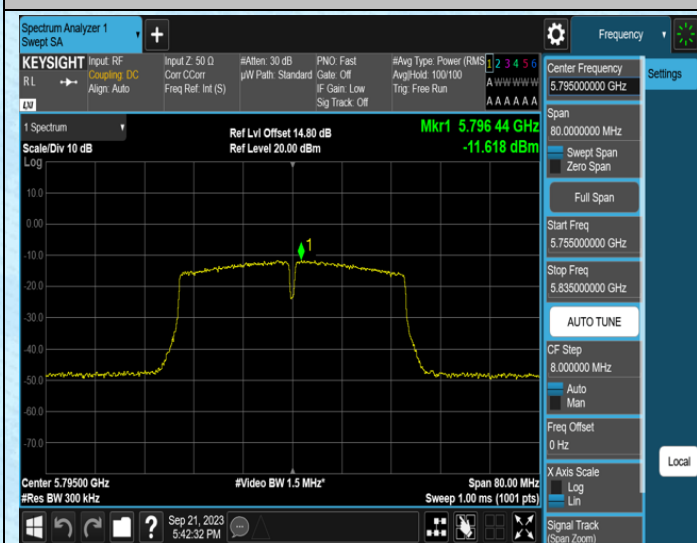 Spectrum Analyzer 1
Swept SA
+
Frequency
KEYSIGHT
RL
LXI
Input: RF
Coupling: DC
Align: Auto
Input Z: 50 Ω
Corr CCorr
Freq Ref: Int (S)
#Atten: 30 dB
µW Path: Standard
PNO: Fast
Gate: Off
IF Gain: Low
Sig Track: Off
#Avg Type: Power (RMS
Avg|Hold: 100/100
Trig: Free Run
1 2 3 4 5 6
A W W W W W
A A A A A A
1 Spectrum
Scale/Div 10 dB
Log
Ref Lvl Offset 14.80 dB
Ref Level 20.00 dBm
Mkr1 5.796 44 GHz
-11.618 dBm
10.0
0.00
-10.0
-20.0
-30.0
-40.0
-50.0
-60.0
-70.0
1
Center 5.79500 GHz
#Res BW 300 kHz
#Video BW 1.5 MHz*
Span 80.00 MHz
Sweep 1.00 ms (1001 pts)
?
Sep 21, 2023
5:42:32 PM
Center Frequency
5.795000000 GHz
Span
80.0000000 MHz
Swept Span
Zero Span
Full Span
Start Freq
5.755000000 GHz
Stop Freq
5.835000000 GHz
AUTO TUNE
CF Step
8.000000 MHz
Auto
Man
Freq Offset
0 Hz
X Axis Scale
Log
Lin
Signal Track
(Span Zoom)
Settings
Local